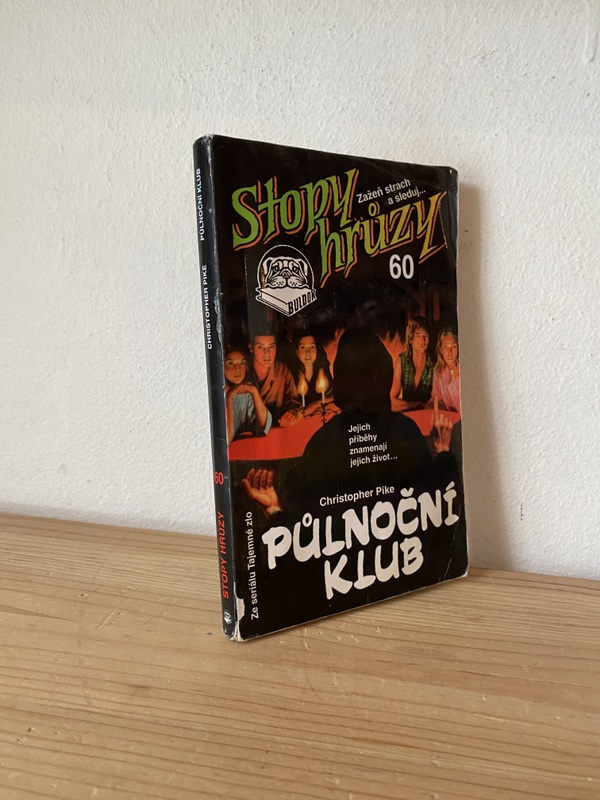 PŮLNOČNÍ KLUB
CHRISTOPHER PIKE
60
STOPY HRŮZY
Stopy
hrůzy
Zažeň strach
a sleduj...
60
BULDOK
Jejich
příběhy
znamenají
jejich život...
Christopher Pike
PŮLNOČNÍ
KLUB
Ze seriálu Tajemné zlo